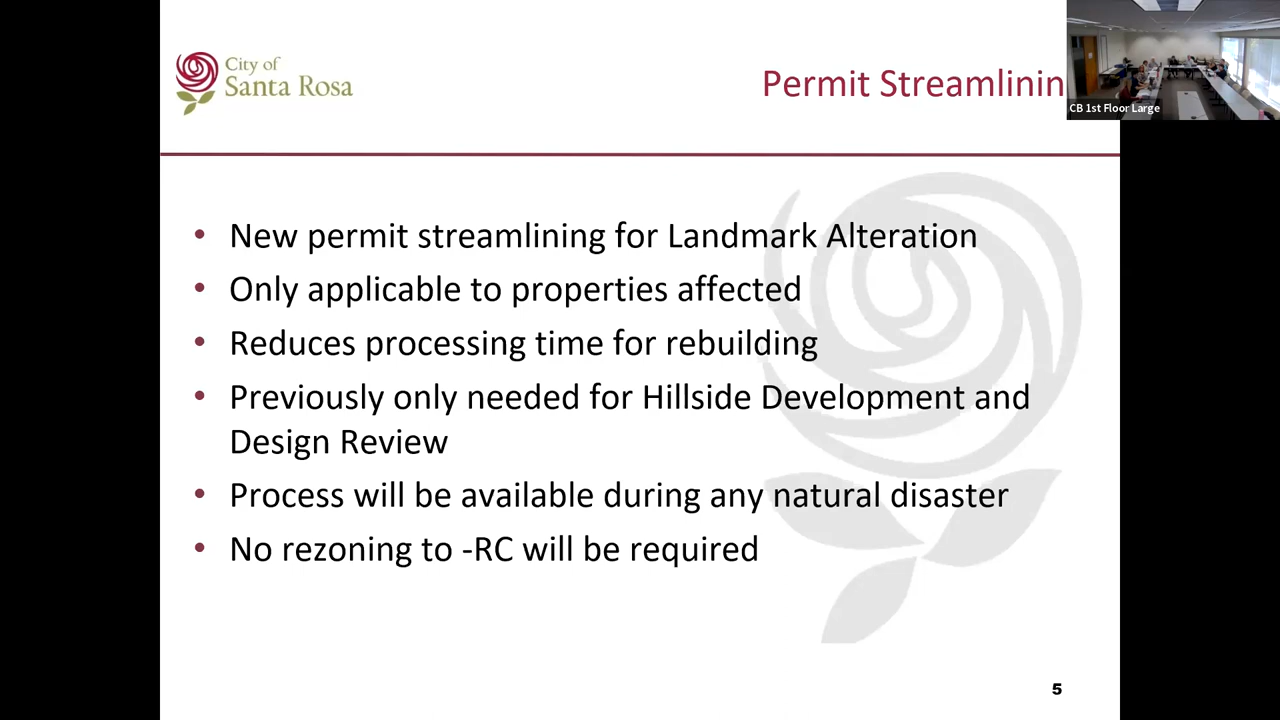 City of
Santa Rosa
Permit Streamlinin
CB 1st Floor Large
• New permit streamlining for Landmark Alteration
• Only applicable to properties affected
• Reduces processing time for rebuilding
• Previously only needed for Hillside Development and
Design Review
• Process will be available during any natural disaster
• No rezoning to -RC will be required
5